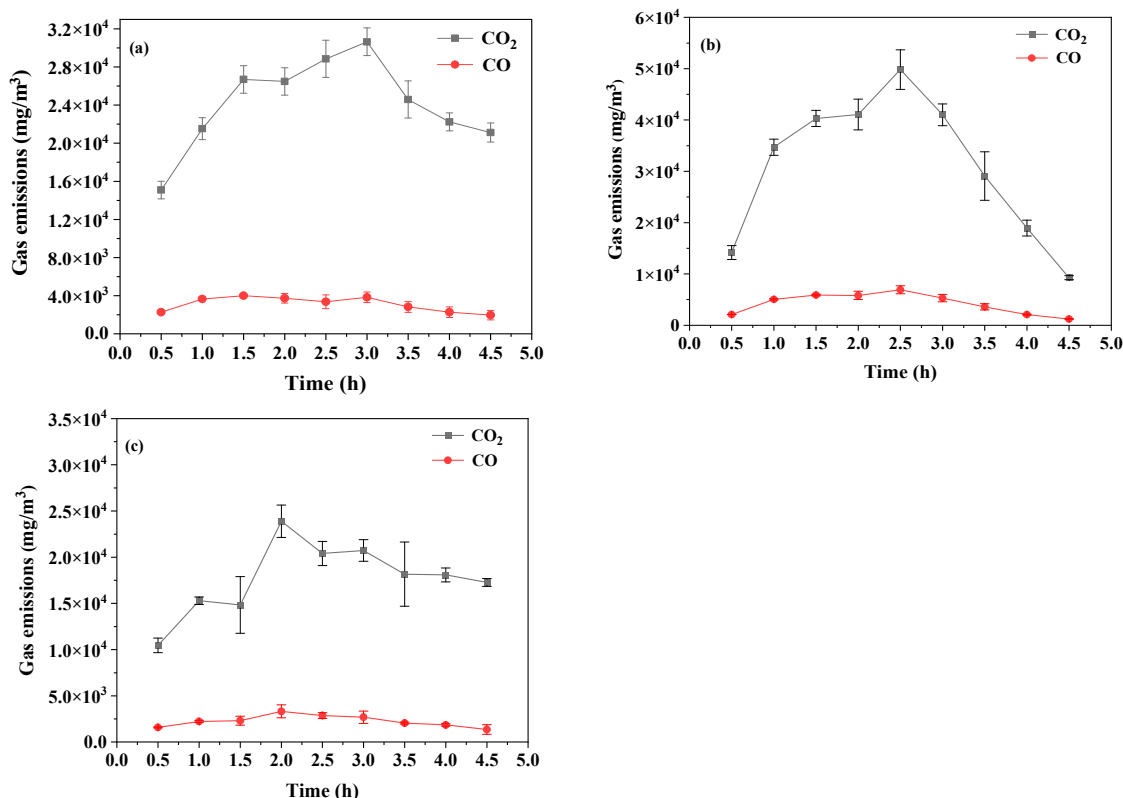 (a)
CO₂
CO
Gas emissions (mg/m³)
3.2×10⁴
2.8×10⁴
2.4×10⁴
2.0×10⁴
1.6×10⁴
1.2×10⁴
8.0×10³
4.0×10³
0.0
0.0 0.5 1.0 1.5 2.0 2.5 3.0 3.5 4.0 4.5 5.0
Time (h)
(b)
CO₂
CO
Gas emissions (mg/m³)
6×10⁴
5×10⁴
4×10⁴
3×10⁴
2×10⁴
1×10⁴
0
0.0 0.5 1.0 1.5 2.0 2.5 3.0 3.5 4.0 4.5 5.0
Time (h)
(c)
CO₂
CO
Gas emissions (mg/m³)
3.5×10⁴
3.0×10⁴
2.5×10⁴
2.0×10⁴
1.5×10⁴
1.0×10⁴
5.0×10³
0.0
0.0 0.5 1.0 1.5 2.0 2.5 3.0 3.5 4.0 4.5 5.0
Time (h)